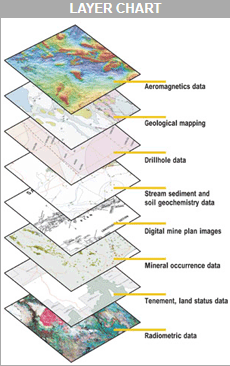 LAYER CHART
Aeromagnetics data
Geological mapping
Drillhole data
Stream sediment and
soil geochemistry data
Digital mine plan images
Mineral occurrence data
Tenement, land status data
Radiometric data